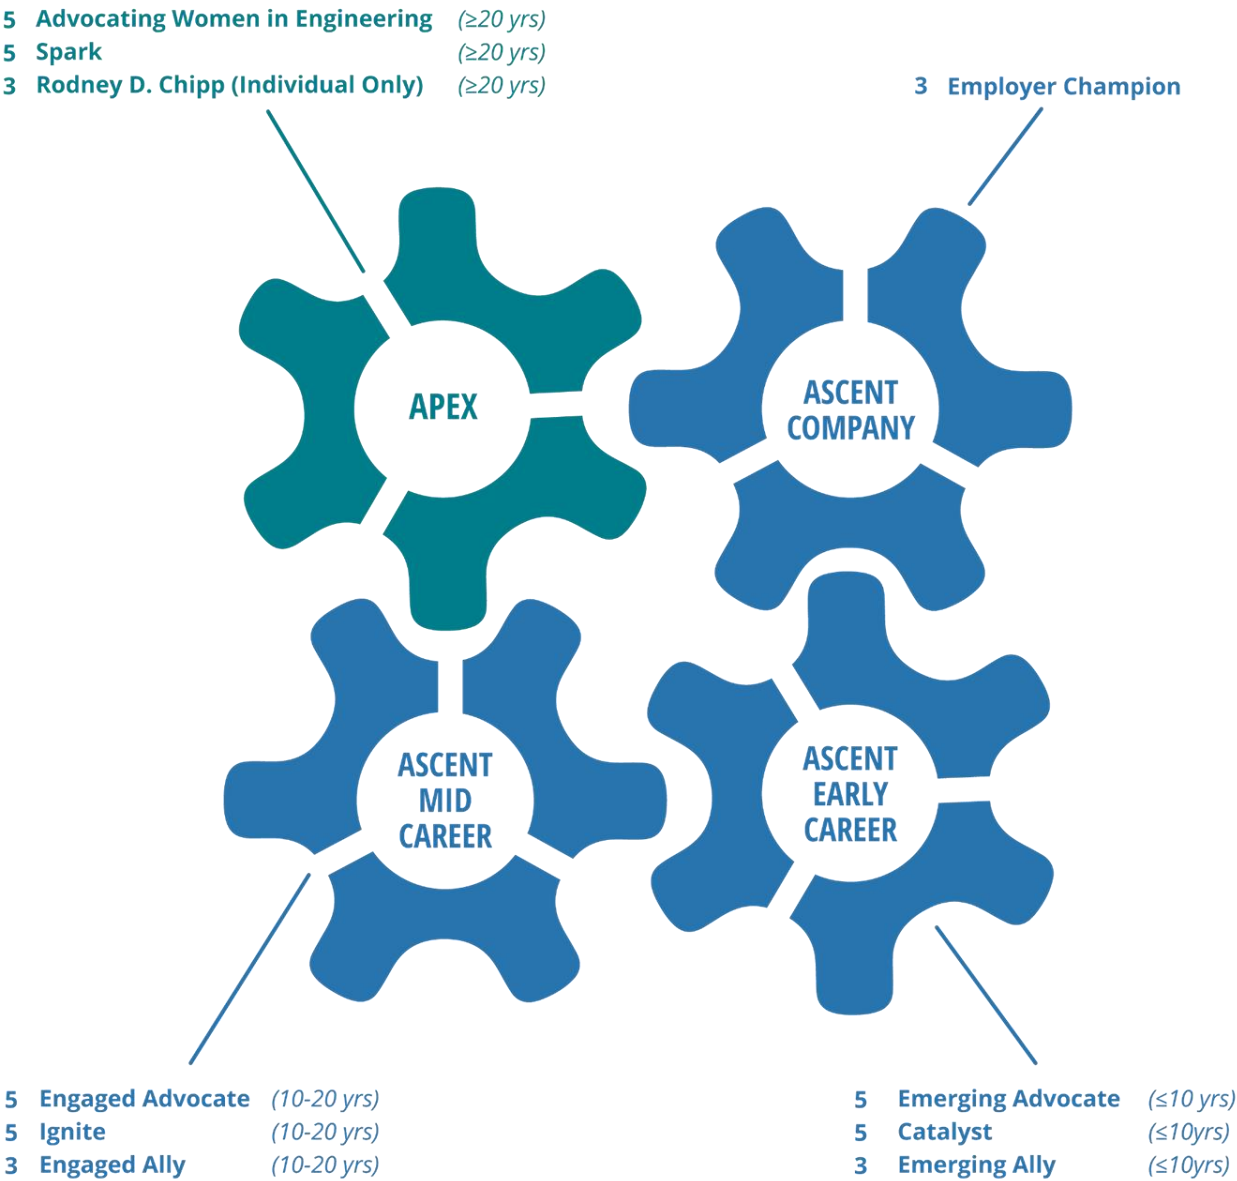 5 Advocating Women in Engineering (≥20 yrs)
5 Spark (≥20 yrs)
3 Rodney D. Chipp (Individual Only) (≥20 yrs)
3 Employer Champion
APEX
ASCENT
COMPANY
ASCENT
MID
CAREER
ASCENT
EARLY
CAREER
5 Engaged Advocate (10-20 yrs)
5 Ignite (10-20 yrs)
3 Engaged Ally (10-20 yrs)
5 Emerging Advocate (≤10 yrs)
5 Catalyst (≤10yrs)
3 Emerging Ally (≤10yrs)